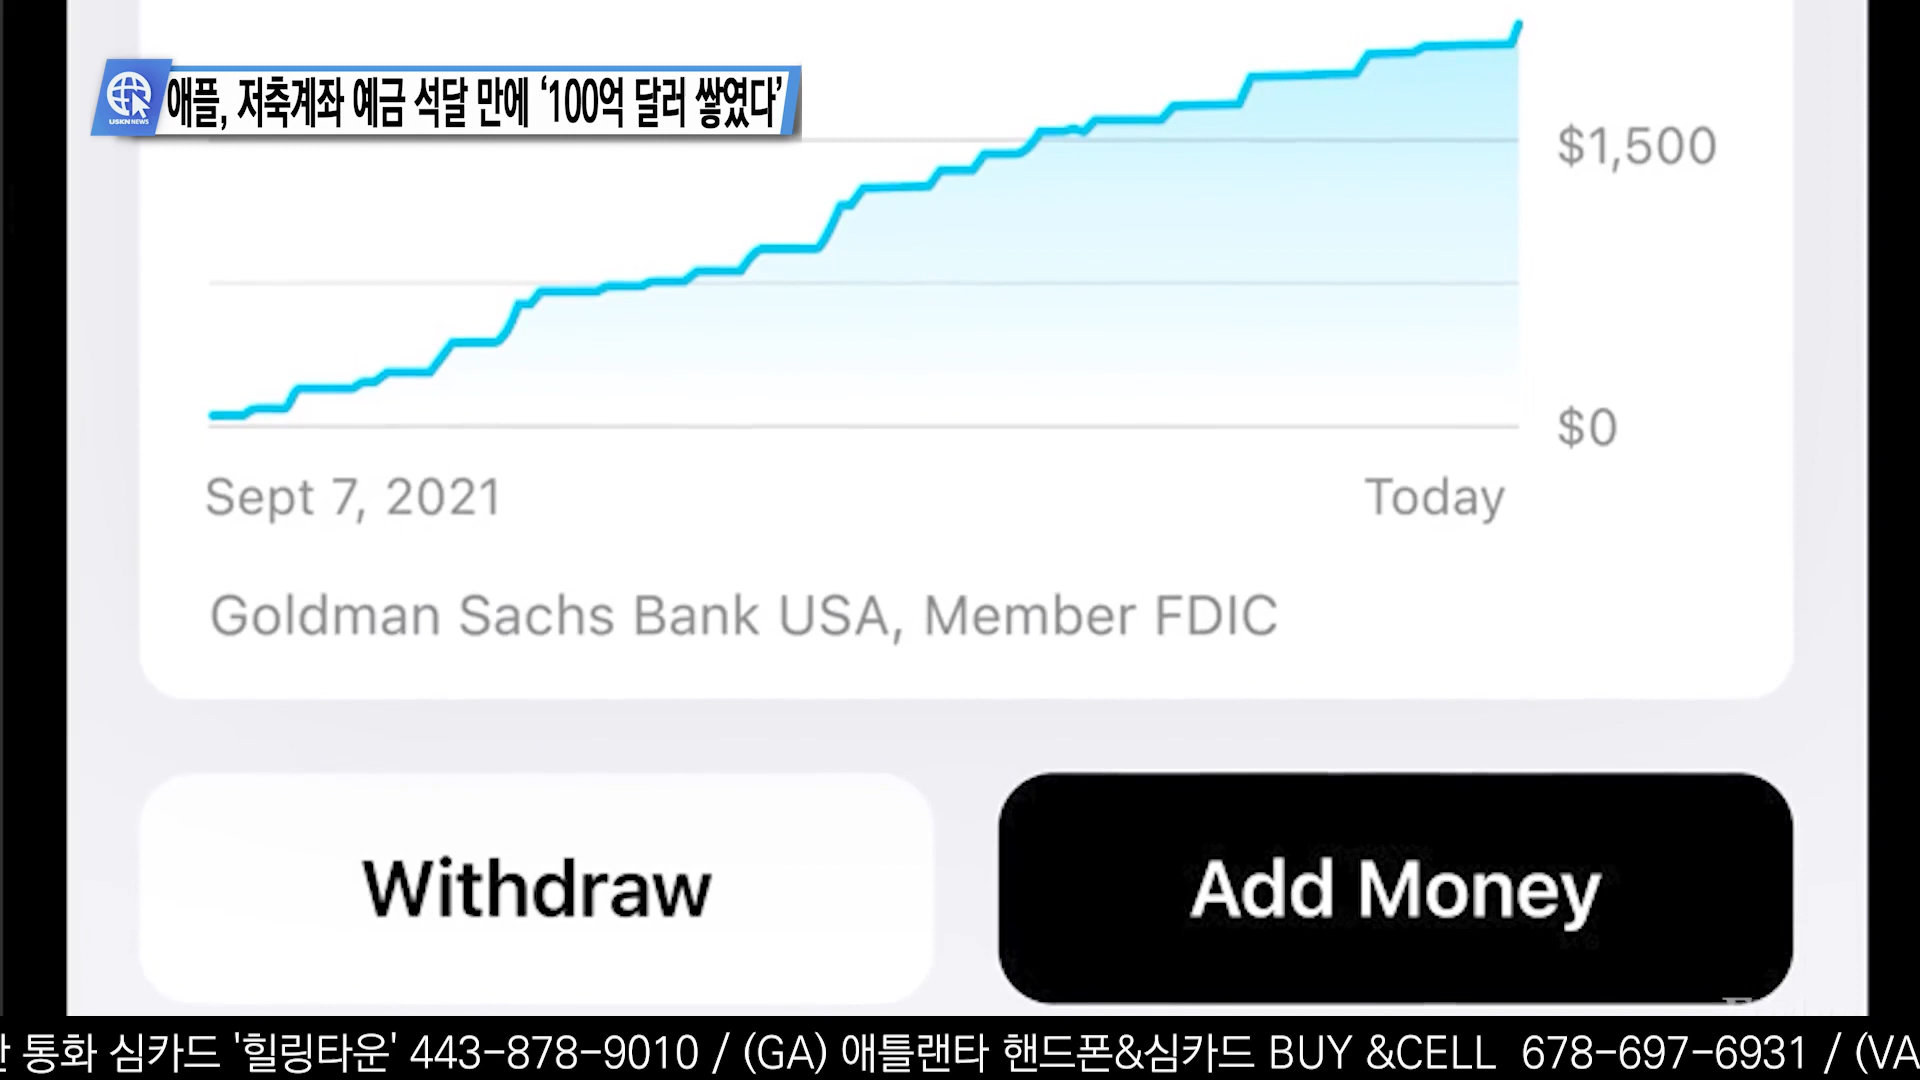 애플, 저축계좌 예금 석달 만에 ‘100억 달러 쌓였다’
USKN NEWS
$1,500
$0
Sept 7, 2021
Today
Goldman Sachs Bank USA, Member FDIC
Withdraw
Add Money
통화 심카드 '힐링타운' 443-878-9010 / (GA) 애틀랜타 핸드폰&심카드 BUY &CELL 678-697-6931 / (VA